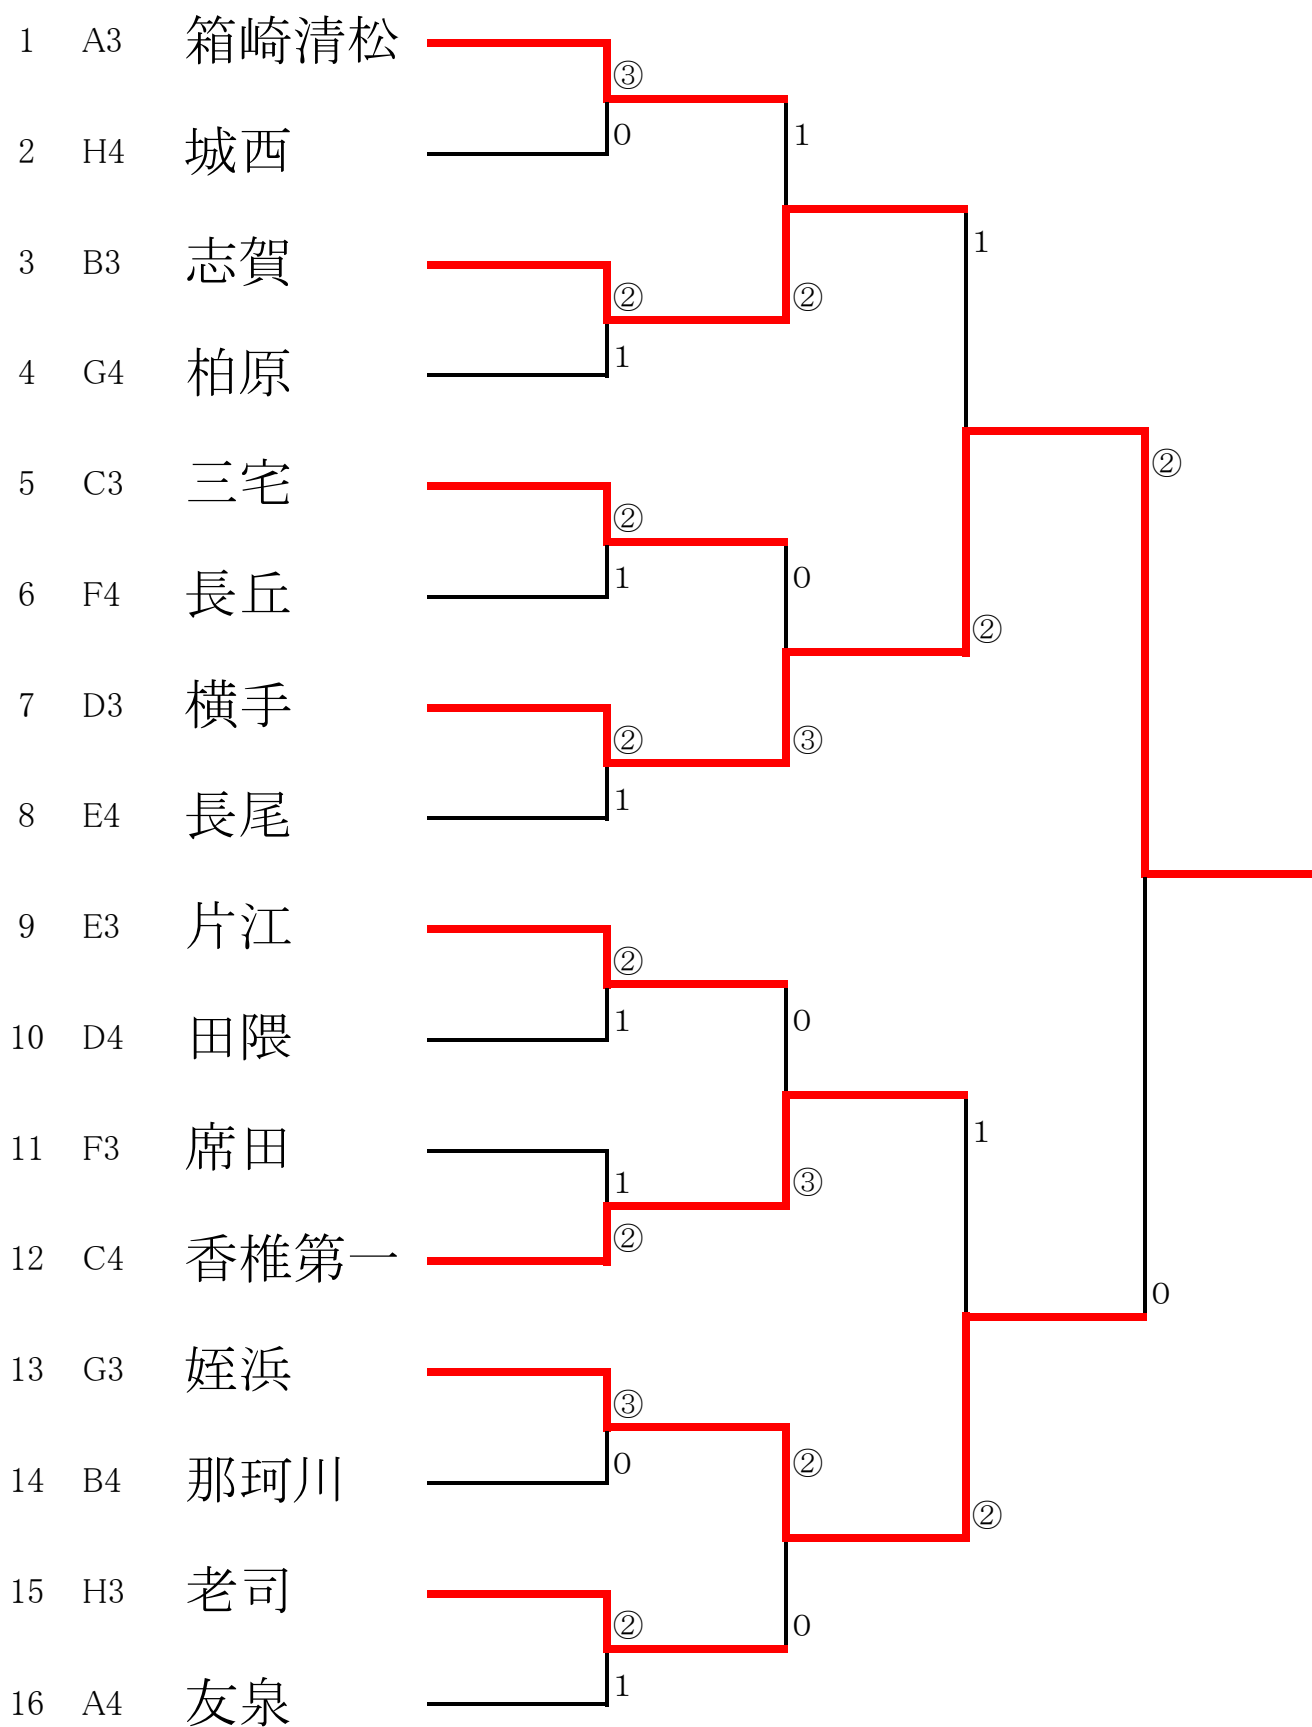 1 A3 箱崎清松
③
0
1
2 H4 城西
1
3 B3 志賀
② ②
1
4 G4 柏原
②
5 C3 三宅
②
1 0
6 F4 長丘
②
7 D3 横手
② ③
1
8 E4 長尾
9 E3 片江
②
1 0
10 D4 田隈
1
11 F3 席田
1 ③
②
12 C4 香椎第一
0
13 G3 姪浜
③
0 ②
14 B4 那珂川
②
15 H3 老司
② 0
1
16 A4 友泉